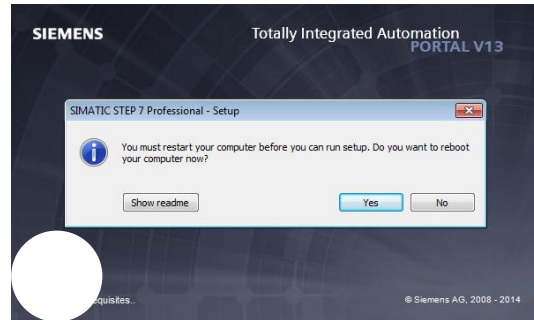 SIEMENS
Totally Integrated Automation
PORTAL V13
SIMATIC STEP 7 Professional - Setup
You must restart your computer before you can run setup. Do you want to reboot
your computer now?
Show readme
Yes
No
© Siemens AG, 2008 - 2014